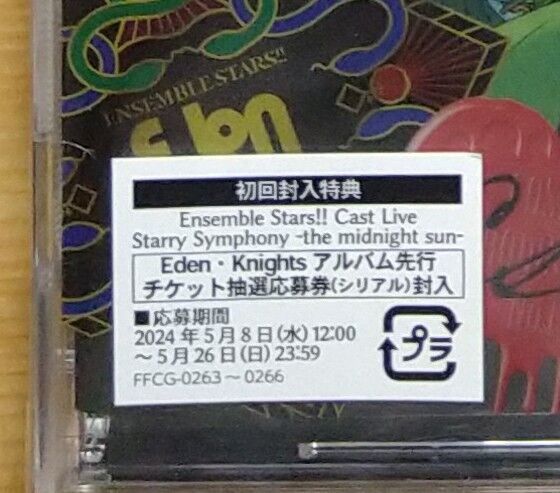 ENSEMBLE STARS!!
初回封入特典
Ensemble Stars!! Cast Live
Starry Symphony -the midnight sun-
Eden・Knights アルバム先行
チケット抽選応募券(シリアル)封入
■応募期間
2024年5月8日(水) 12:00
～5月26日(日) 23:59
FFCG-0263～0266
プラ